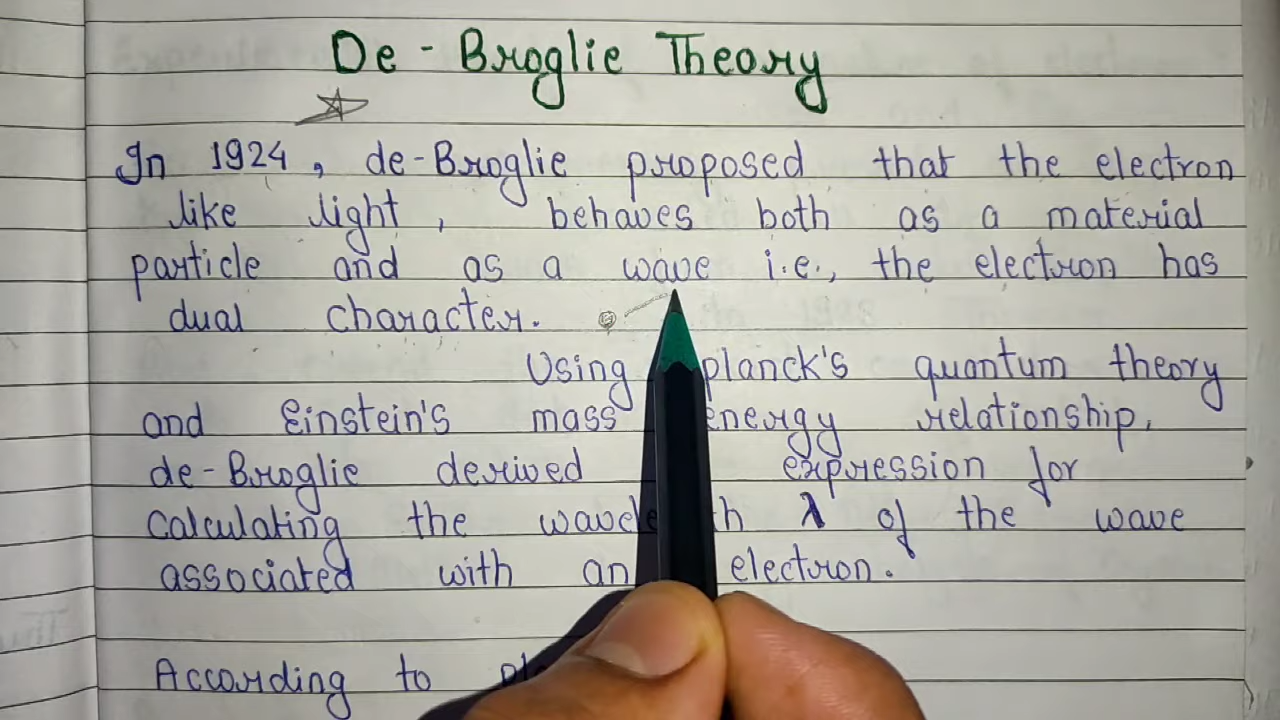 De-Broglie Theory
In 1924, de-Broglie proposed that the electron
like light, behaves both as a material
particle and as a wave i.e., the electron has
dual character.
Using planck's quantum theory
and Einstein's mass energy relationship,
de-Broglie derived expression for
calculating the λ of the wave
associated with an electron.
According to